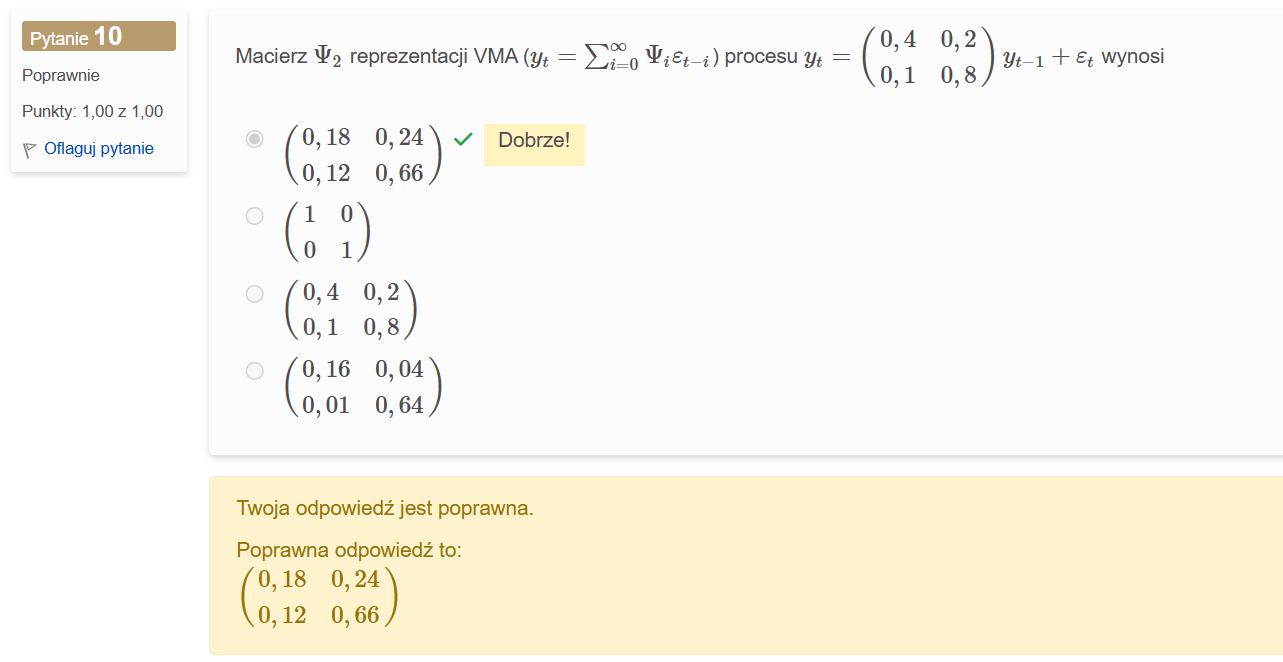 Pytanie 10
Poprawnie
Punkty: 1,00 z 1,00
Oflaguj pytanie
Macierz Ψ₂ reprezentacji VMA (yₜ = ∑_{i=0}^{∞} Ψᵢεₜ₋ᵢ) procesu yₜ = (0,4 0,2; 0,1 0,8) yₜ₋₁ + εₜ wynosi
0,18 0,24
0,12 0,66
Dobrze!
1 0
0 1
0,4 0,2
0,1 0,8
0,16 0,04
0,01 0,64
Twoja odpowiedź jest poprawna.
Poprawna odpowiedź to:
0,18 0,24
0,12 0,66